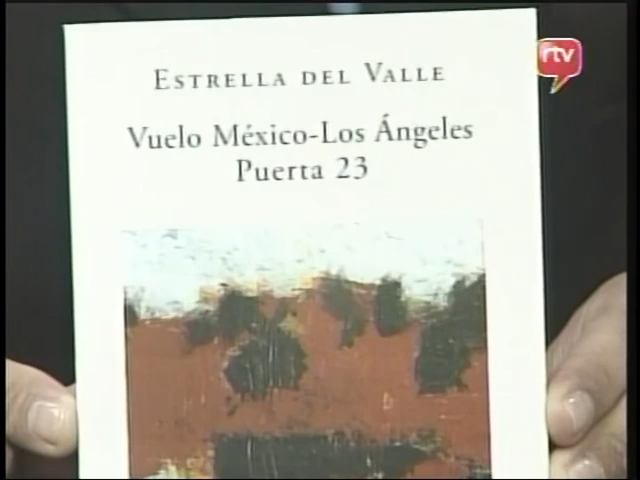 ESTRELLA DEL VALLE
rtv
Vuelo México-Los Ángeles
Puerta 23